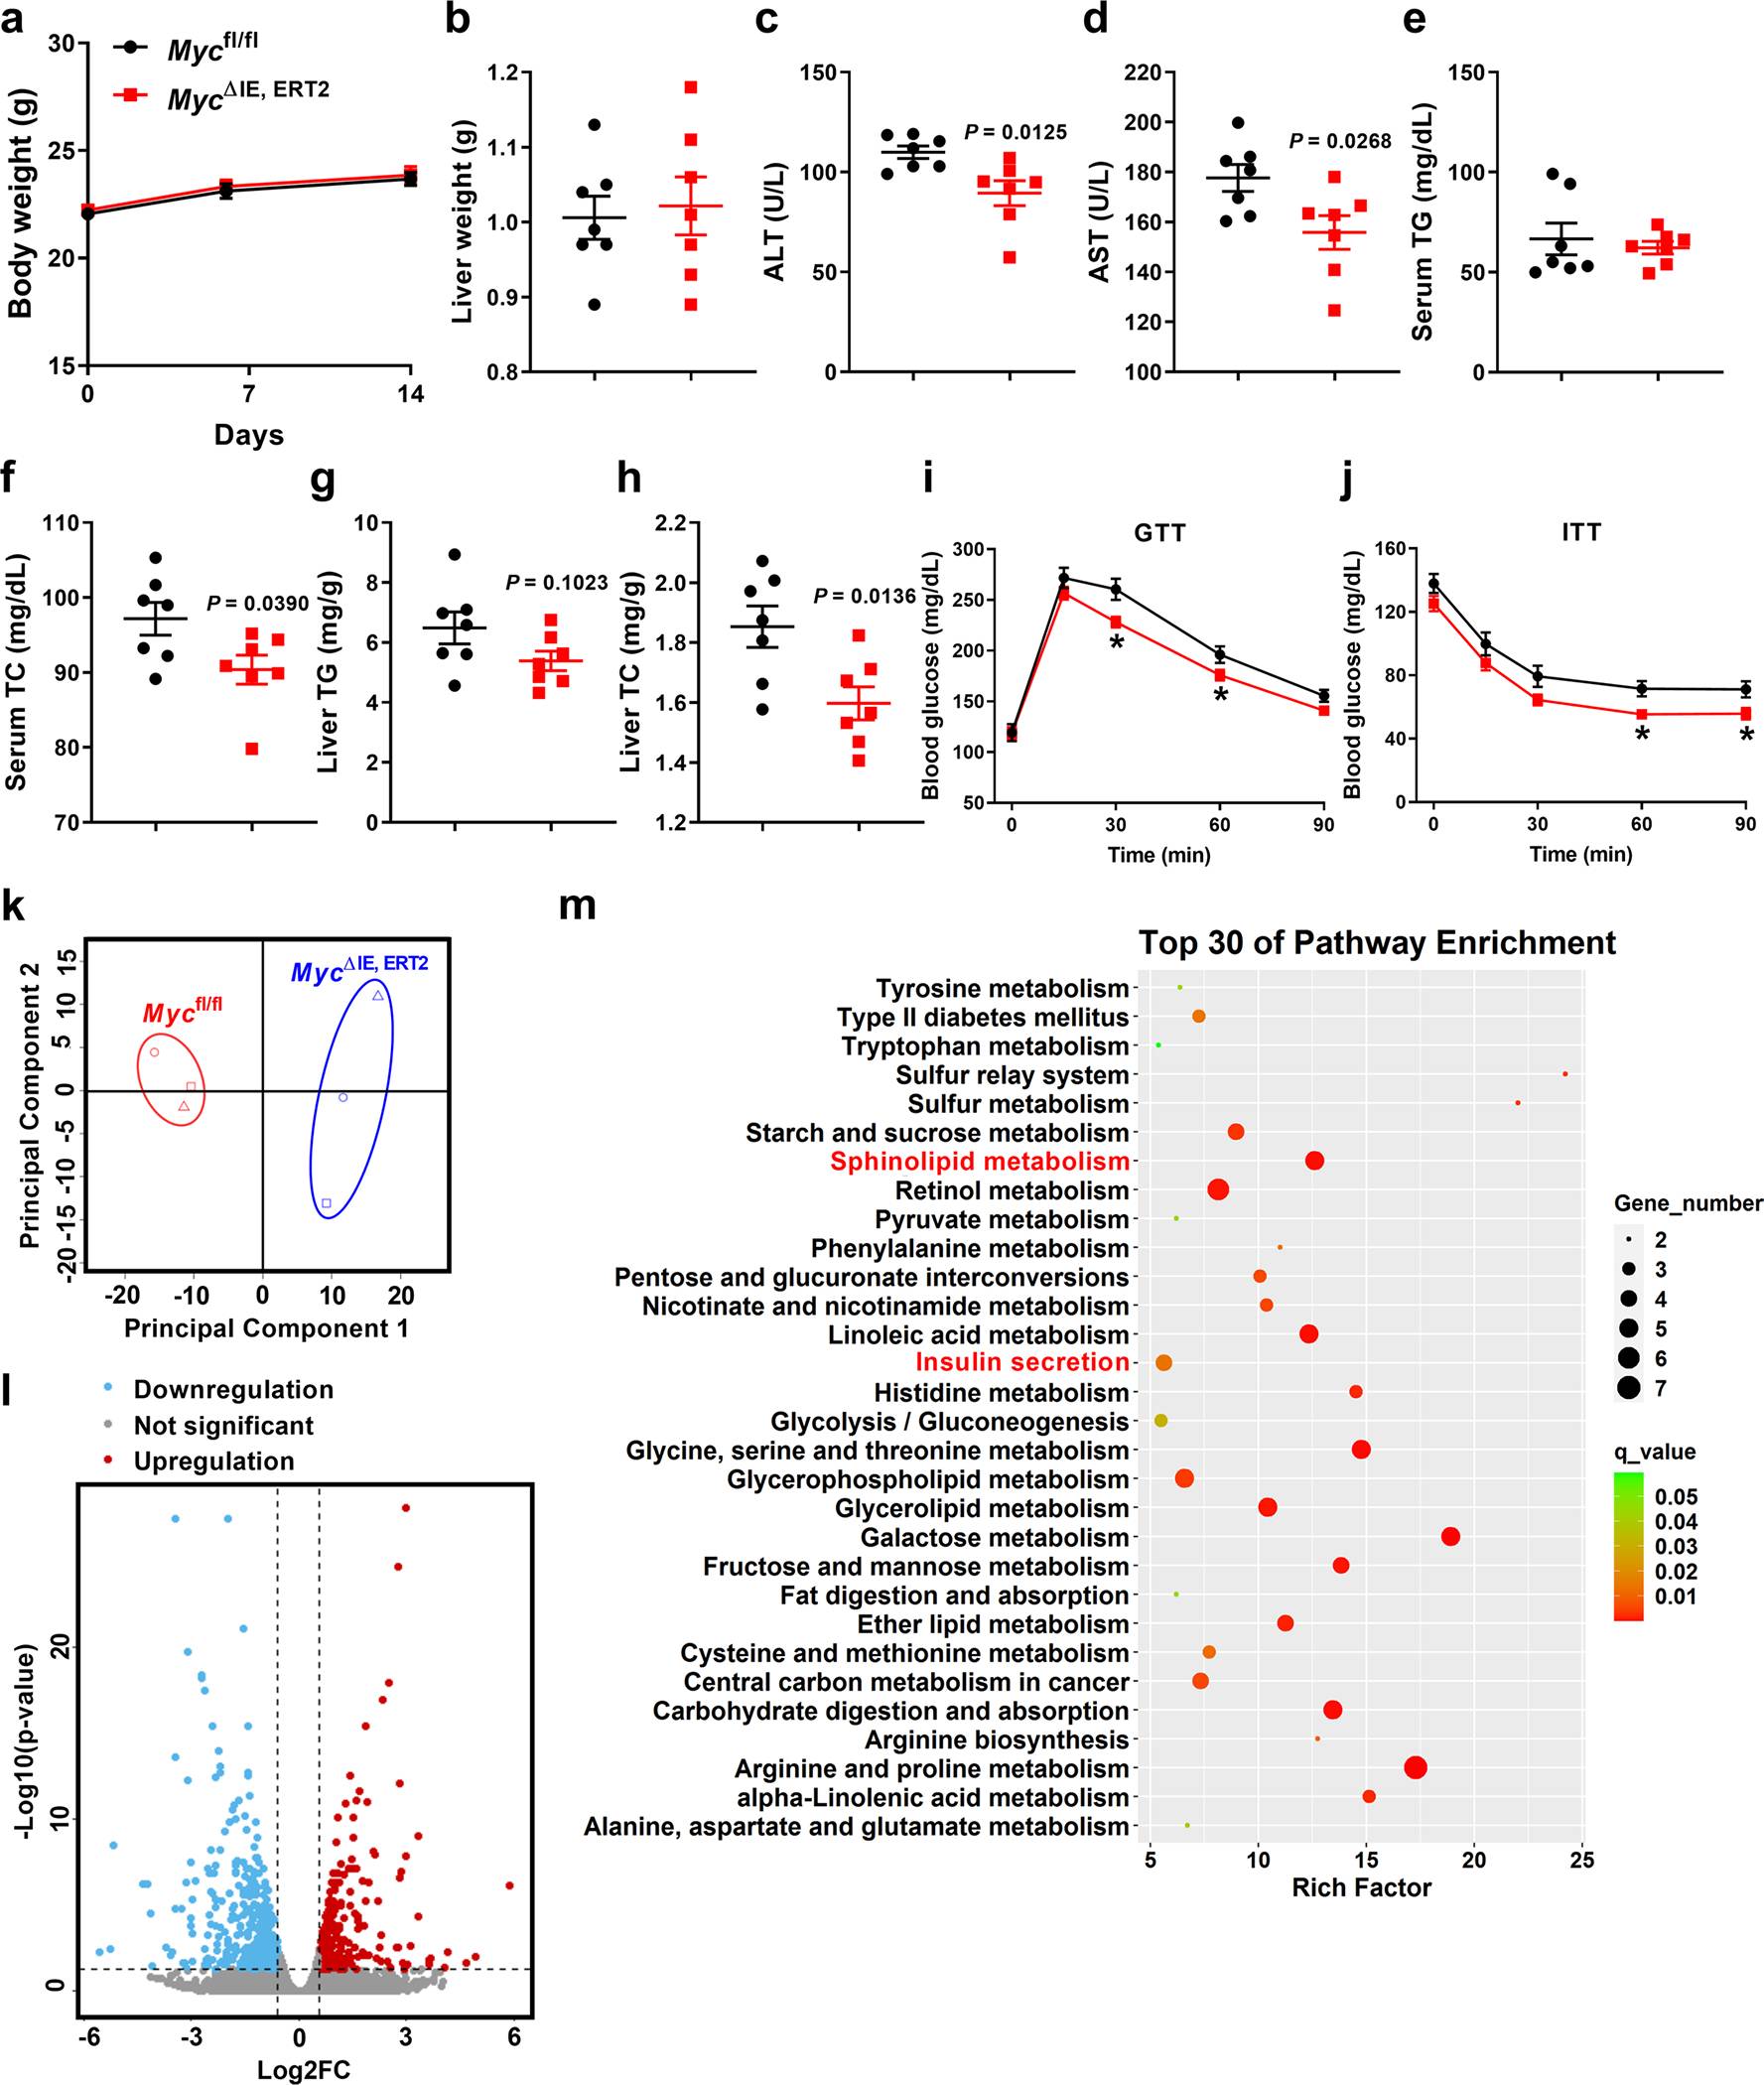 a
Body weight (g)
30
25
20
15
0
7
14
Days
Myc fl/fl
Myc ΔIE, ERT2
b
Liver weight (g)
1.2
1.1
1.0
0.9
0.8
c
ALT (U/L)
150
100
50
0
P = 0.0125
d
AST (U/L)
220
200
180
160
140
120
100
P = 0.0268
e
Serum TG (mg/dL)
150
100
50
0
f
Serum TC (mg/dL)
110
100
90
80
70
P = 0.0390
g
Liver TG (mg/g)
10
8
6
4
2
0
P = 0.1023
h
Liver TC (mg/g)
2.2
2.0
1.8
1.6
1.4
1.2
P = 0.0136
i
GTT
Blood glucose (mg/dL)
300
250
200
150
100
50
*
*
0
30
60
90
Time (min)
j
ITT
Blood glucose (mg/dL)
160
120
80
40
0
*
*
0
30
60
90
Time (min)
k
Principal Component 2
15
10
5
0
-5
-10
-15
-20
Myc fl/fl
Myc ΔIE, ERT2
-20
-10
0
10
20
Principal Component 1
l
Downregulation
Not significant
Upregulation
-Log10(p-value)
20
10
0
-6
-3
0
3
6
Log2FC
m
Top 30 of Pathway Enrichment
Tyrosine metabolism
Type II diabetes mellitus
Tryptophan metabolism
Sulfur relay system
Sulfur metabolism
Starch and sucrose metabolism
Sphinolipid metabolism
Retinol metabolism
Pyruvate metabolism
Phenylalanine metabolism
Pentose and glucuronate interconversions
Nicotinate and nicotinamide metabolism
Linoleic acid metabolism
Insulin secretion
Histidine metabolism
Glycolysis / Gluconeogenesis
Glycine, serine and threonine metabolism
Glycerophospholipid metabolism
Glycerolipid metabolism
Galactose metabolism
Fructose and mannose metabolism
Fat digestion and absorption
Ether lipid metabolism
Cysteine and methionine metabolism
Central carbon metabolism in cancer
Carbohydrate digestion and absorption
Arginine biosynthesis
Arginine and proline metabolism
alpha-Linolenic acid metabolism
Alanine, aspartate and glutamate metabolism
5
10
15
20
25
Rich Factor
Gene_number
2
3
4
5
6
7
q_value
0.05
0.04
0.03
0.02
0.01